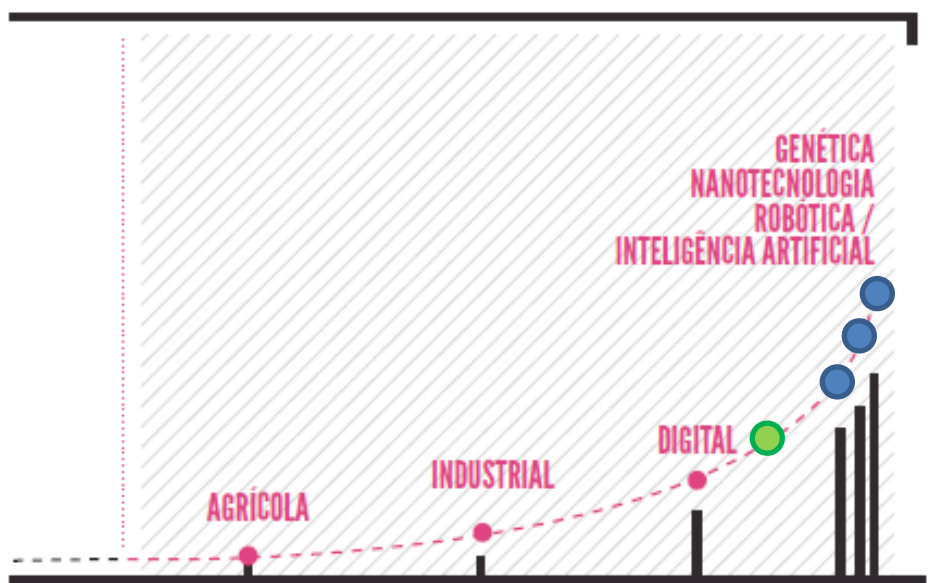 GENÉTICA
NANOTECNOLOGIA
ROBÓTICA /
INTELIGÊNCIA ARTIFICIAL
DIGITAL
INDUSTRIAL
AGRÍCOLA